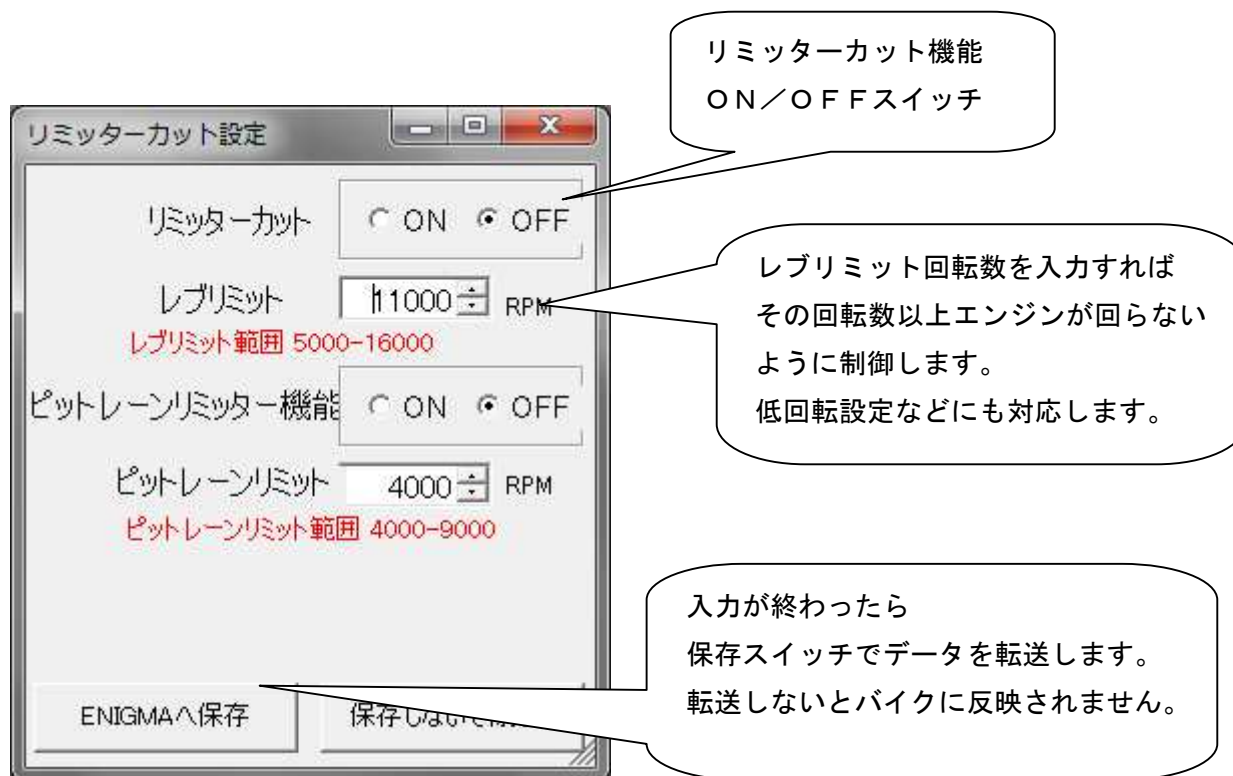 リミッターカット機能
ON／OFFスイッチ
リミッターカット設定
リミッターカット ON OFF
レブリミット 11000 RPM
レブリミット範囲 5000-16000
ピットレーンリミッター機能 ON OFF
ピットレーンリミット 4000 RPM
ピットレーンリミット範囲 4000-9000
ENIGMAへ保存 保存しないで
レブリミット回転数を入力すれば
その回転数以上エンジンが回らない
ように制御します。
低回転設定などにも対応します。
入力が終わったら
保存スイッチでデータを転送します。
転送しないとバイクに反映されません。